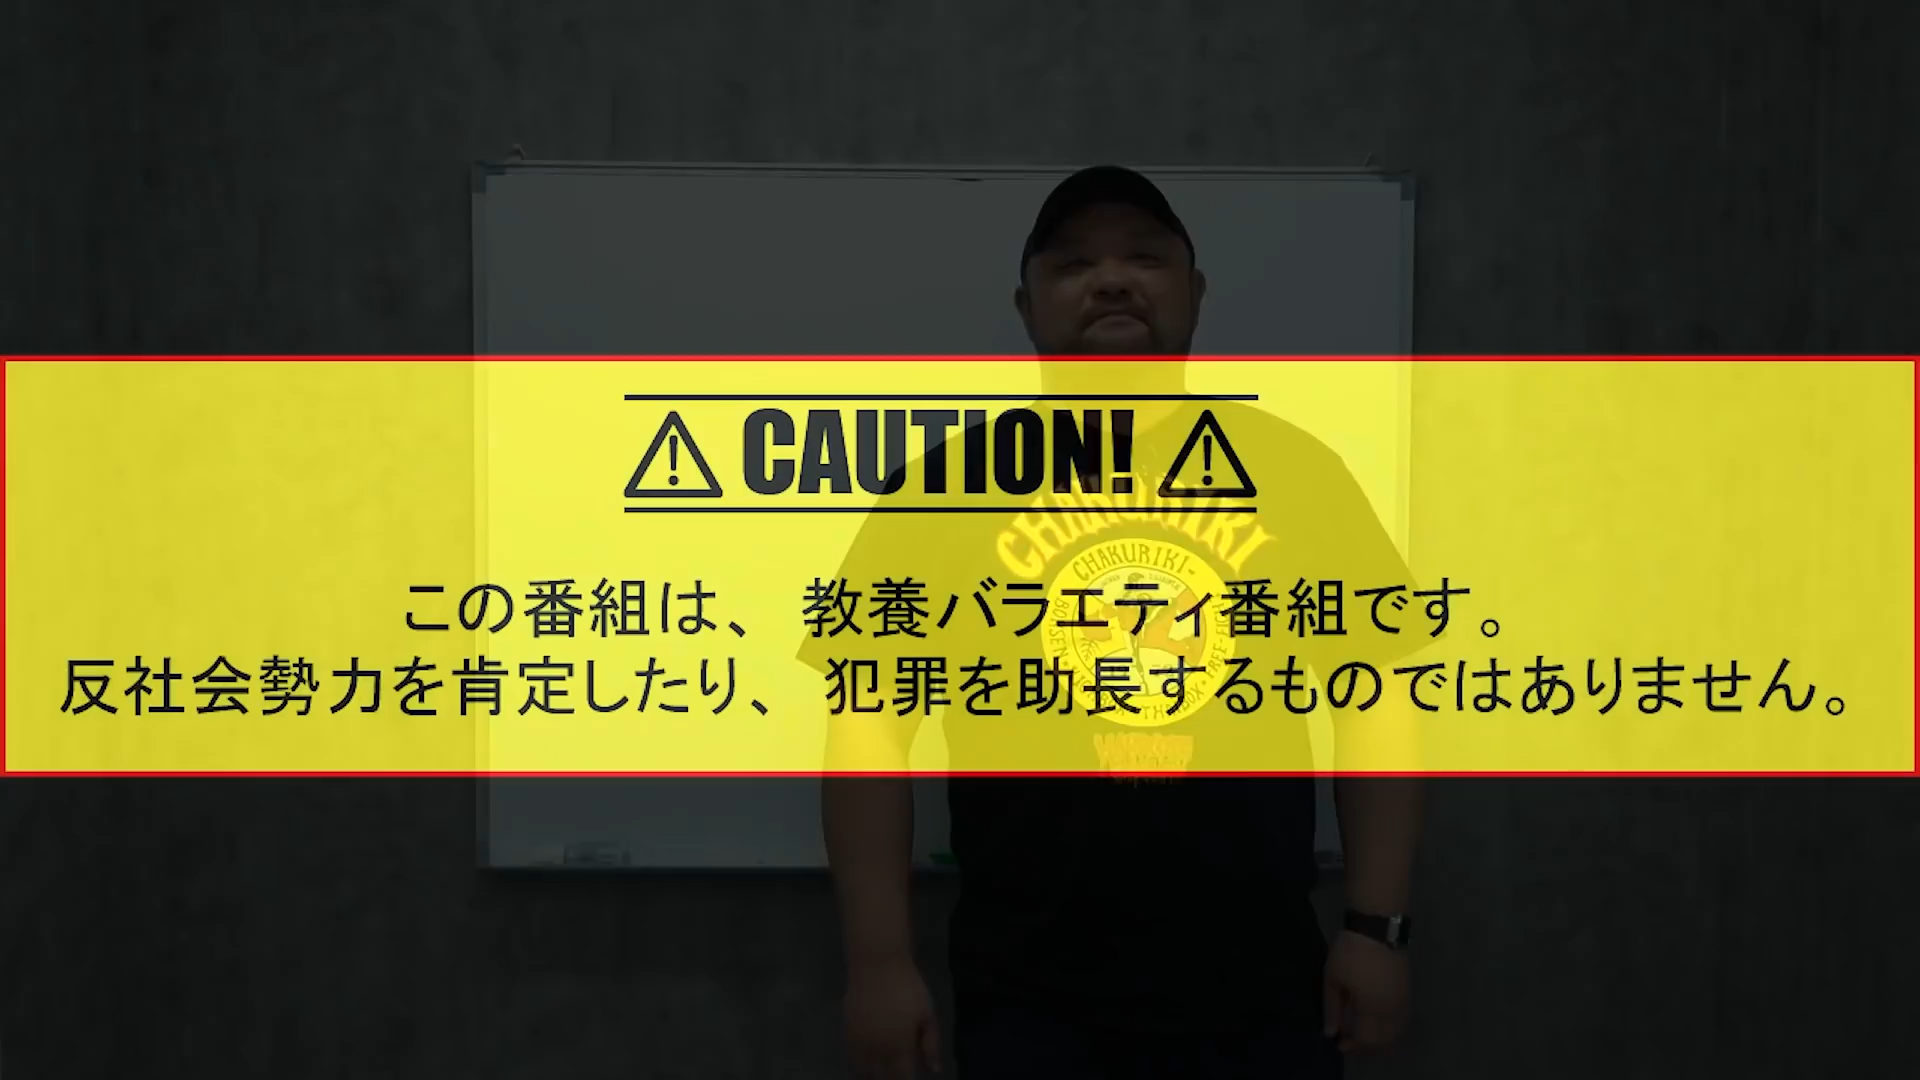 ⚠ CAUTION! ⚠
この番組は、教養バラエティ番組です。
反社会勢力を肯定したり、犯罪を助長するものではありません。
CHAKURIKI
CHAKURIKI-